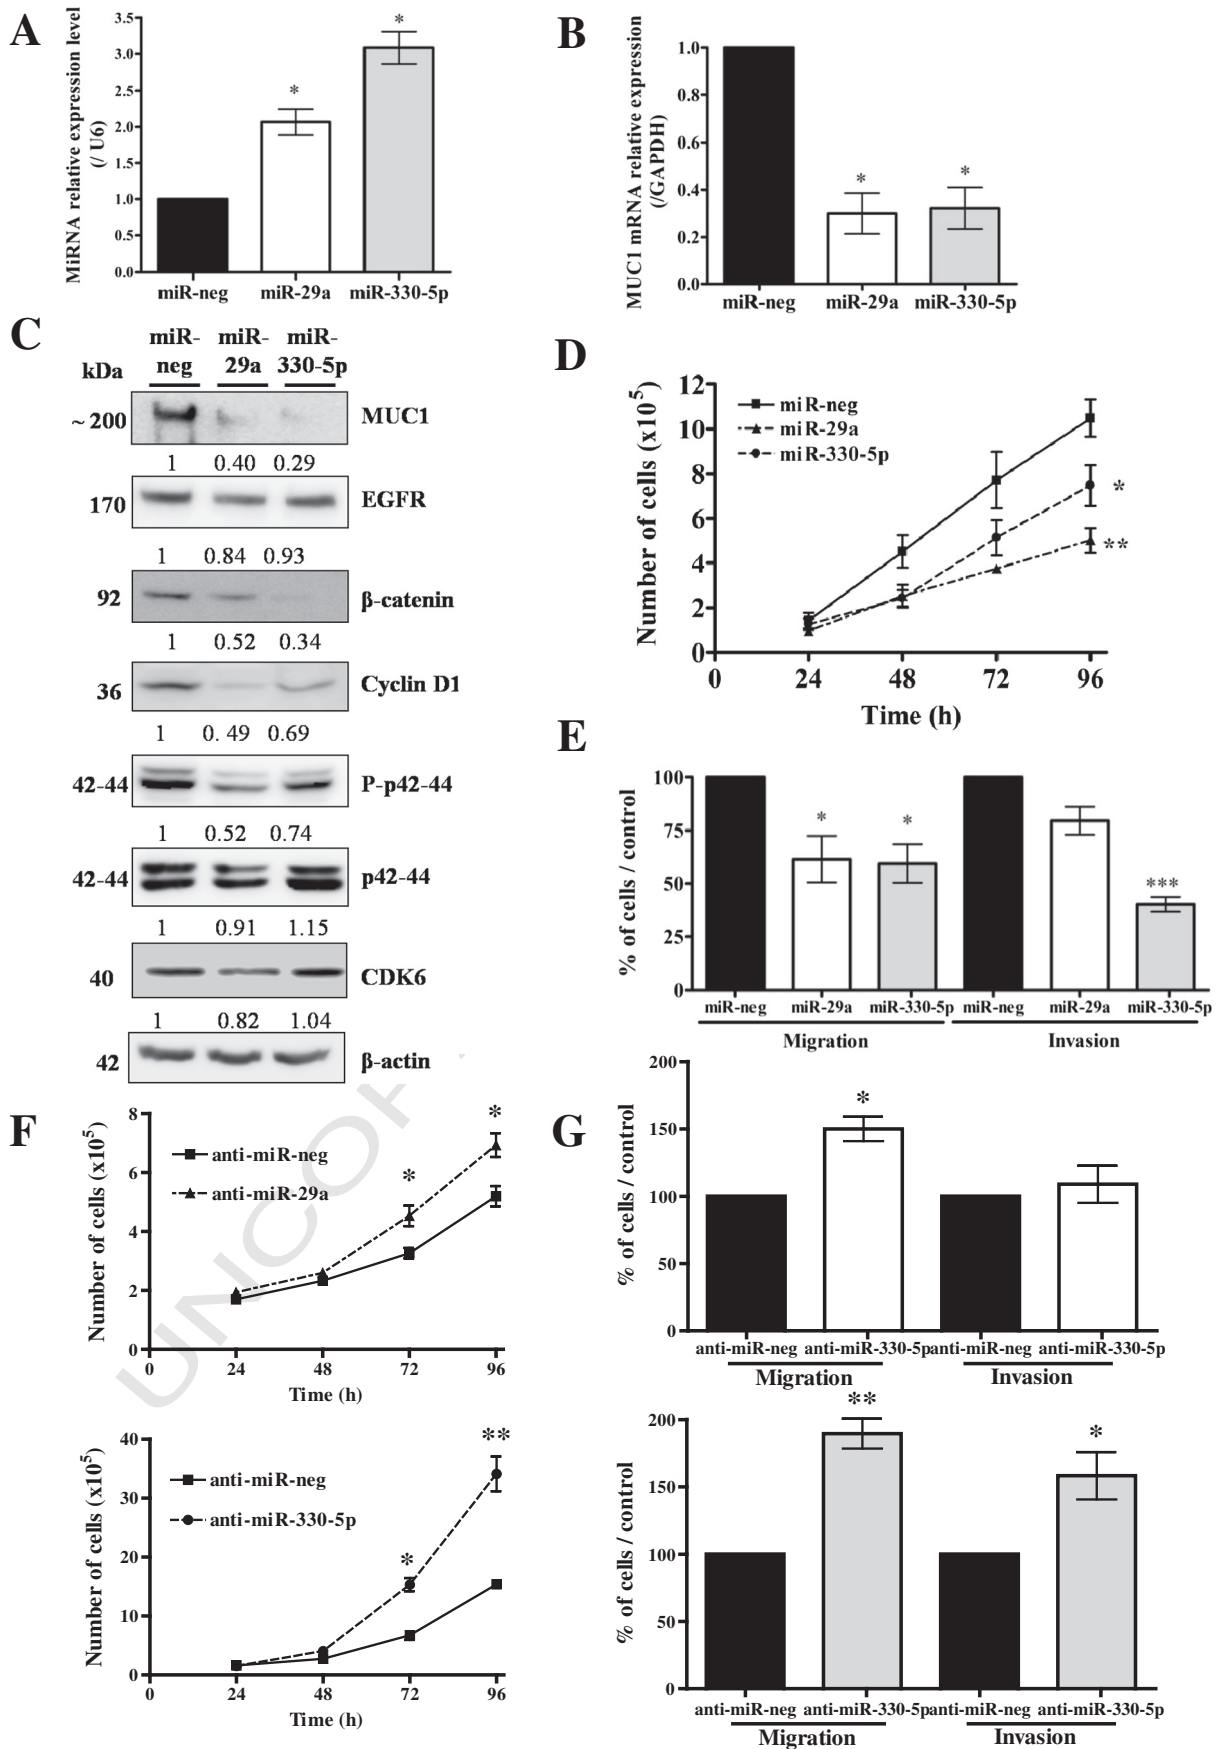 A
MiRNA relative expression level
(/ U6)
3.5
3.0
2.5
2.0
1.5
1.0
0.5
0.0
*
*
miR-neg miR-29a miR-330-5p
B
MUC1 mRNA relative expression
(/GAPDH)
1.0
0.8
0.6
0.4
0.2
0.0
*
*
miR-neg miR-29a miR-330-5p
C
kDa
miR-neg
miR-29a
miR-330-5p
~ 200 MUC1
1 0.40 0.29
170 EGFR
1 0.84 0.93
92 β-catenin
1 0.52 0.34
36 Cyclin D1
1 0. 49 0.69
42-44 P-p42-44
1 0.52 0.74
42-44 p42-44
1 0.91 1.15
40 CDK6
1 0.82 1.04
42 β-actin
D
Number of cells (x10⁵)
12
10
8
6
4
2
0
miR-neg
miR-29a
miR-330-5p
*
**
0 24 48 72 96
Time (h)
E
% of cells / control
100
75
50
25
0
*
*
***
miR-neg miR-29a miR-330-5p miR-neg miR-29a miR-330-5p
Migration Invasion
F
Number of cells (x10⁵)
8
6
4
2
0
anti-miR-neg
anti-miR-29a
*
*
0 24 48 72 96
Time (h)
Number of cells (x10⁵)
40
30
20
10
0
anti-miR-neg
anti-miR-330-5p
*
**
0 24 48 72 96
Time (h)
G
% of cells / control
200
150
100
50
0
*
anti-miR-neg anti-miR-330-5p anti-miR-neg anti-miR-330-5p
Migration Invasion
% of cells / control
200
150
100
50
0
**
*
anti-miR-neg anti-miR-330-5p anti-miR-neg anti-miR-330-5p
Migration Invasion
UNCOR